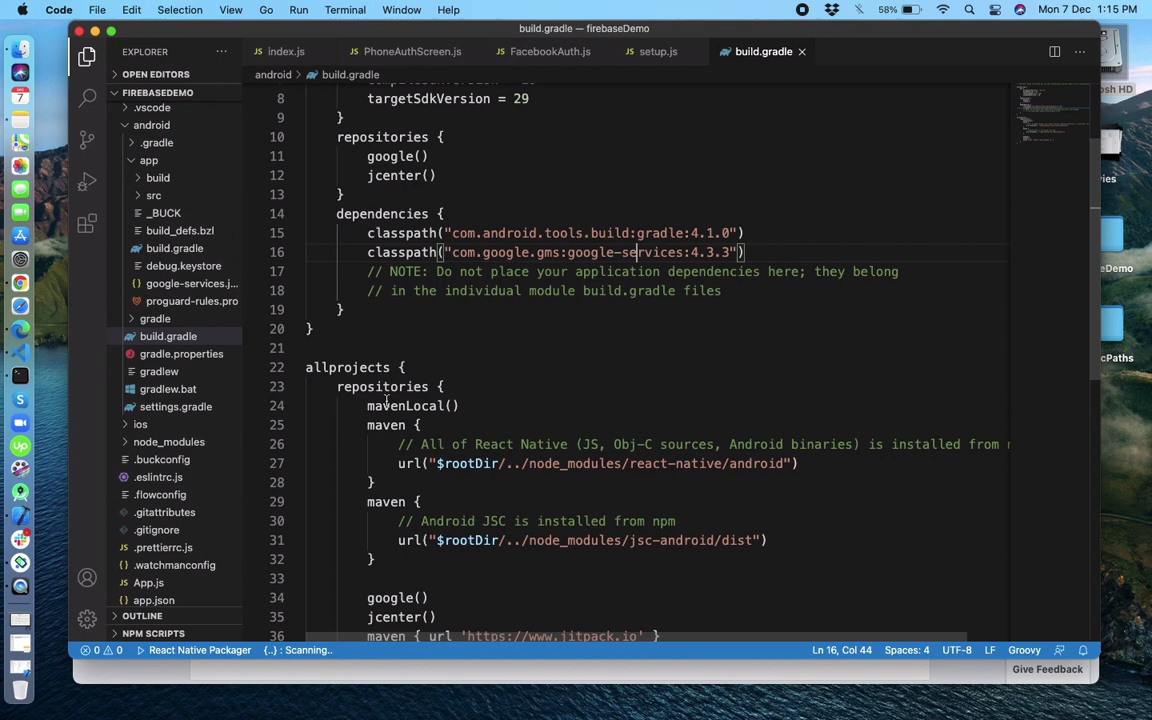 Code File Edit Selection View Go Run Terminal Window Help 58% Mon 7 Dec 1:15 PM
build.gradle — firebaseDemo
EXPLORER ···
index.js
PhoneAuthScreen.js
FacebookAuth.js
setup.js
build.gradle
OPEN EDITORS
FIREBASEDEMO
.vscode
android
.gradle
app
build
src
_BUCK
build_defs.bzl
build.gradle
debug.keystore
google-services.j...
proguard-rules.pro
gradle
build.gradle
gradle.properties
gradlew
gradlew.bat
settings.gradle
ios
node_modules
.buckconfig
.eslintrc.js
.flowconfig
.gitattributes
.gitignore
.prettierrc.js
.watchmanconfig
App.js
app.json
OUTLINE
NPM SCRIPTS
android > build.gradle
8 targetSdkVersion = 29
9 }
10 repositories {
11 google()
12 jcenter()
13 }
14 dependencies {
15 classpath("com.android.tools.build:gradle:4.1.0")
16 classpath("com.google.gms:google-services:4.3.3")
17 // NOTE: Do not place your application dependencies here; they belong
18 // in the individual module build.gradle files
19 }
20 }
21
22 allprojects {
23 repositories {
24 mavenLocal()
25 maven {
26 // All of React Native (JS, Obj-C sources, Android binaries) is installed from
27 url("$rootDir/../node_modules/react-native/android")
28 }
29 maven {
30 // Android JSC is installed from npm
31 url("$rootDir/../node_modules/jsc-android/dist")
32 }
33
34 google()
35 jcenter()
36 maven { url 'https://www.jitpack.io' }
0 0 React Native Packager {..} : Scanning.. Ln 16, Col 44 Spaces: 4 UTF-8 LF Groovy
Give Feedback
osh HD
vies
eDemo
cPaths